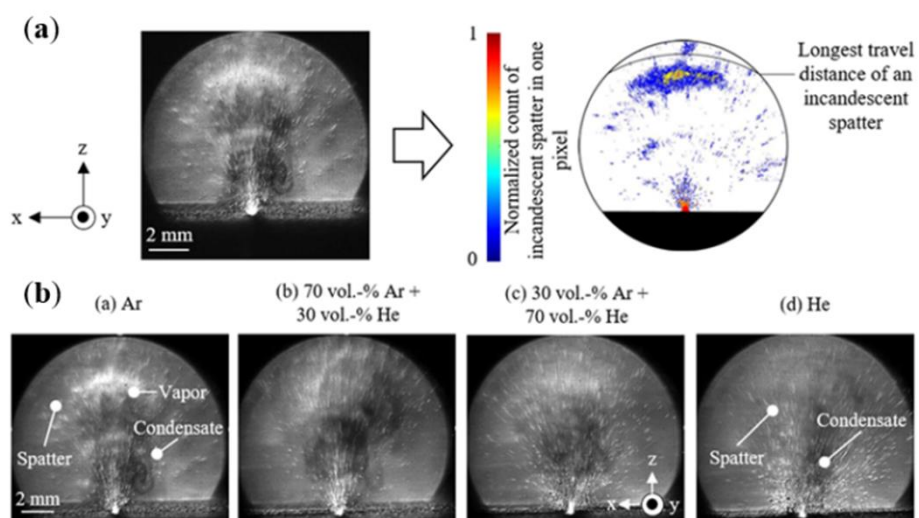 (a)
z
x
y
2 mm
1
0
Normalized count of
incandescent spatter in one
pixel
Longest travel
distance of an
incandescent
spatter
(b)
(a) Ar
(b) 70 vol.-% Ar +
30 vol.-% He
(c) 30 vol.-% Ar +
70 vol.-% He
(d) He
Vapor
Condensate
Spatter
2 mm
z
x
y
Condensate
Spatter